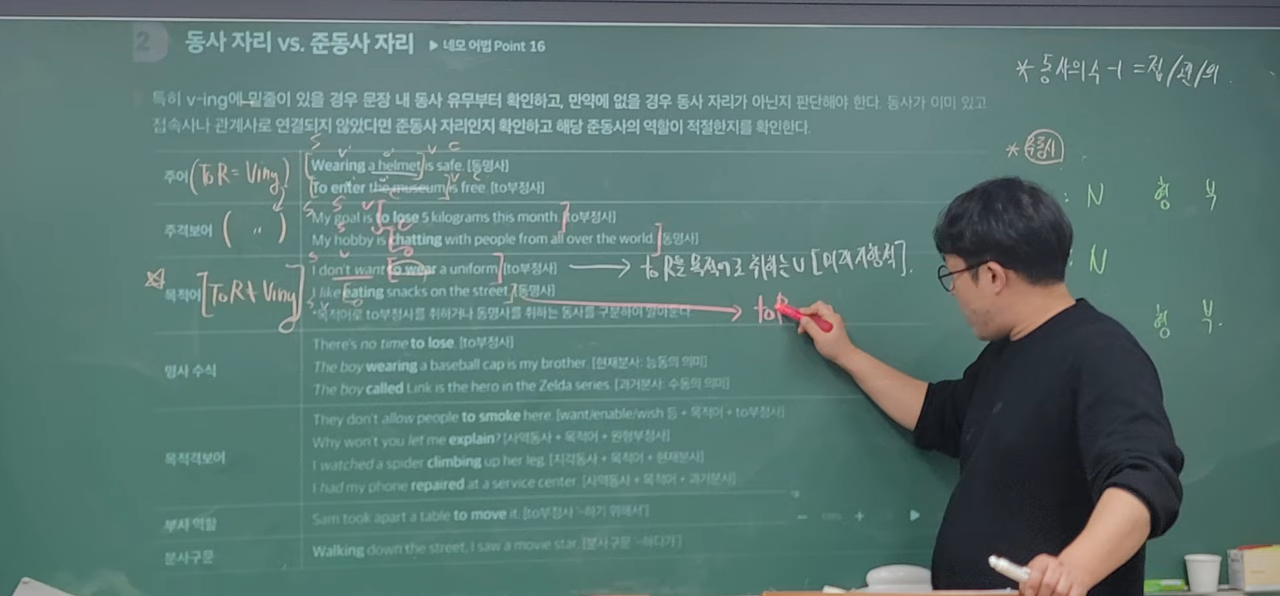 2 동사 자리 vs. 준동사 자리 ▶ 네모 어법 Point 16
* 동사의수 -1 = 접/관/의
특히 v-ing에 밑줄이 있을 경우 문장 내 동사 유무부터 확인하고, 만약에 없을 경우 동사 자리가 아닌지 판단해야 한다. 동사가 이미 있고
접속사나 관계사로 연결되지 않았다면 준동사 자리인지 확인하고 해당 준동사의 역할이 적절한지를 확인한다.
* 준동사
: N 형 부
: N
형 부.
주어 (To R = Ving)
S V O V C
Wearing a helmet is safe. [동명사]
To enter the museum is free. [to부정사]
주격보어 ( 〃 )
My goal is to lose 5 kilograms this month. [to부정사]
My hobby is chatting with people from all over the world. [동명사]
목적어 [To R ≠ Ving]
I don't want to wear a uniform. [to부정사] → to R을 목적어로 취하는 V [미래지향적].
I like eating snacks on the street. [동명사] → to R
*목적어로 to부정사를 취하거나 동명사를 취하는 동사를 구분하여 알아둔다.
명사 수식
There's no time to lose. [to부정사]
The boy wearing a baseball cap is my brother. [현재분사: 능동의 의미]
The boy called Link is the hero in the Zelda series. [과거분사: 수동의 의미]
목적격보어
They don't allow people to smoke here. [want/enable/wish 등 + 목적어 + to부정사]
Why won't you let me explain? [사역동사 + 목적어 + 원형부정사]
I watched a spider climbing up her leg. [지각동사 + 목적어 + 현재분사]
I had my phone repaired at a service center. [사역동사 + 목적어 + 과거분사]
부사 역할
Sam took apart a table to move it. [to부정사 '~하기 위해서']
분사구문
Walking down the street, I saw a movie star. [분사구문 '~하다가']